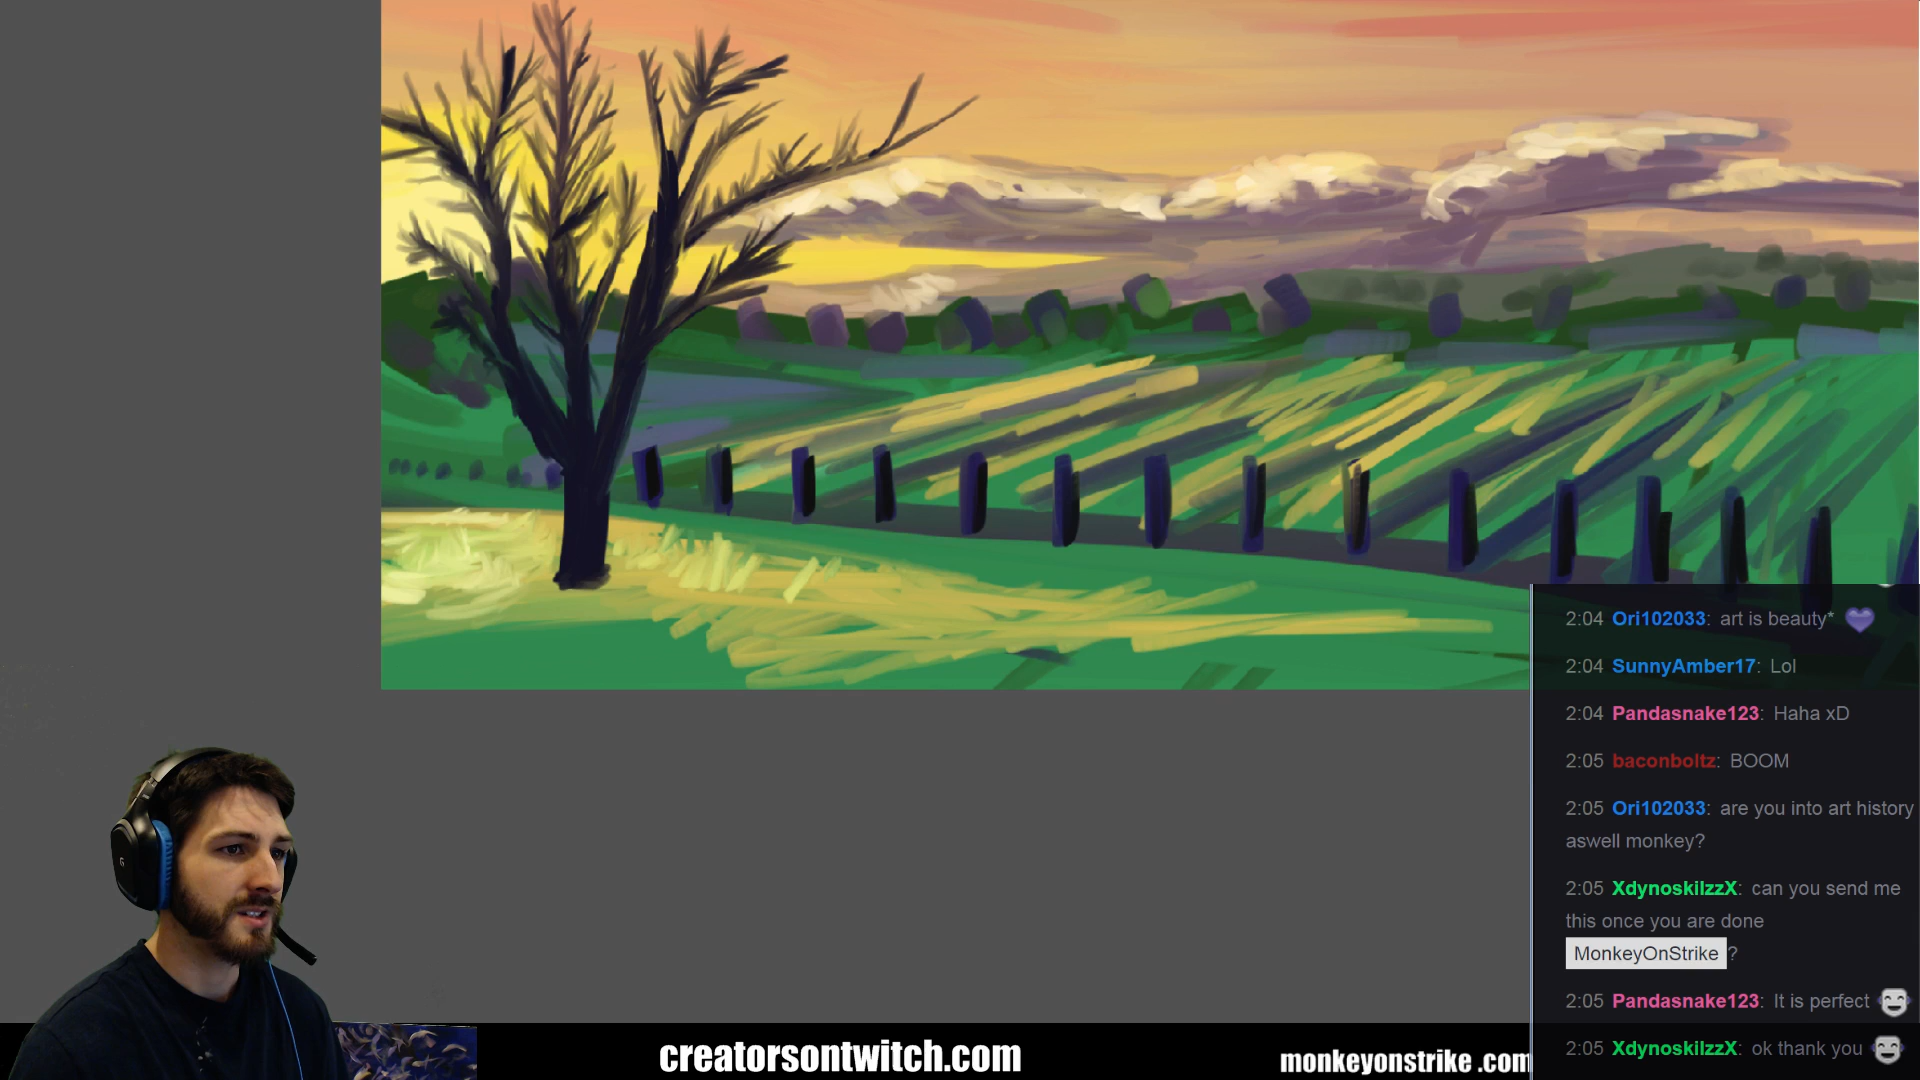 2:04 Ori102033: art is beauty*
2:04 SunnyAmber17: Lol
2:04 Pandasnake123: Haha xD
2:05 baconboltz: BOOM
2:05 Ori102033: are you into art history
aswell monkey?
2:05 XdynoskilzzX: can you send me
this once you are done
MonkeyOnStrike ?
2:05 Pandasnake123: It is perfect
2:05 XdynoskilzzX: ok thank you
creatorsontwitch.com
monkeyonstrike .com